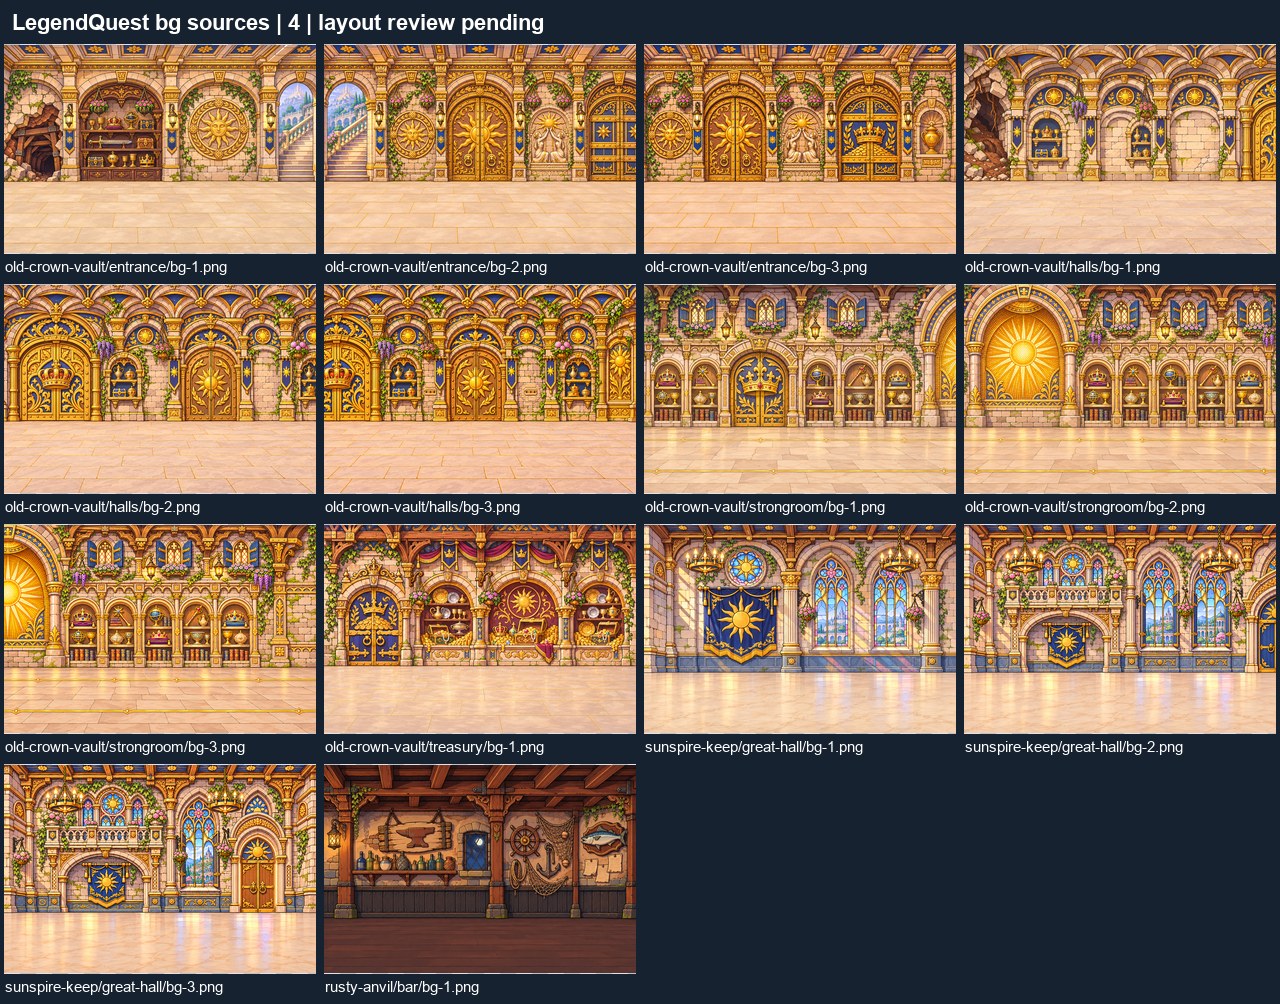 LegendQuest bg sources | 4 | layout review pending
old-crown-vault/entrance/bg-1.png
old-crown-vault/entrance/bg-2.png
old-crown-vault/entrance/bg-3.png
old-crown-vault/halls/bg-1.png
old-crown-vault/halls/bg-2.png
old-crown-vault/halls/bg-3.png
old-crown-vault/strongroom/bg-1.png
old-crown-vault/strongroom/bg-2.png
old-crown-vault/strongroom/bg-3.png
old-crown-vault/treasury/bg-1.png
sunspire-keep/great-hall/bg-1.png
sunspire-keep/great-hall/bg-2.png
sunspire-keep/great-hall/bg-3.png
rusty-anvil/bar/bg-1.png